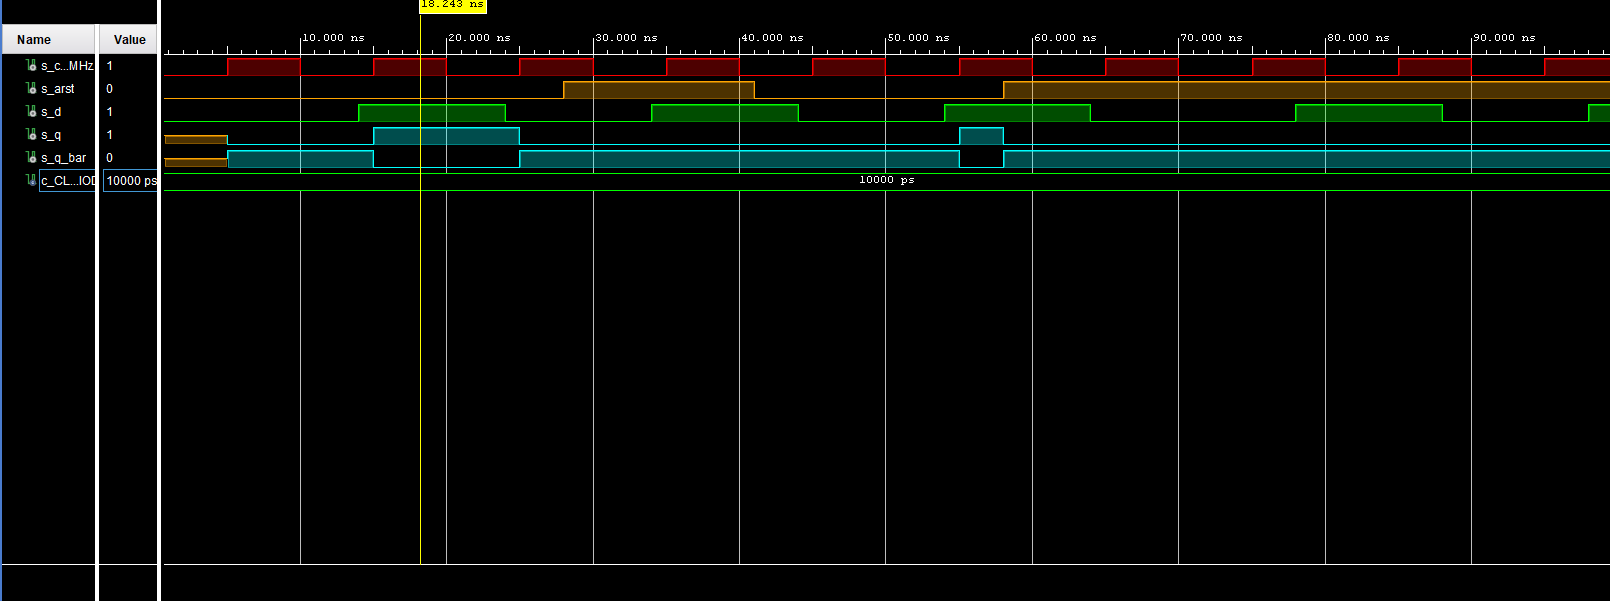 18.243 ns
Name Value
10.000 ns 20.000 ns 30.000 ns 40.000 ns 50.000 ns 60.000 ns 70.000 ns 80.000 ns 90.000 ns
s_c...MHz 1
s_arst 0
s_d 1
s_q 1
s_q_bar 0
c_CL...IOD 10000 ps 10000 ps